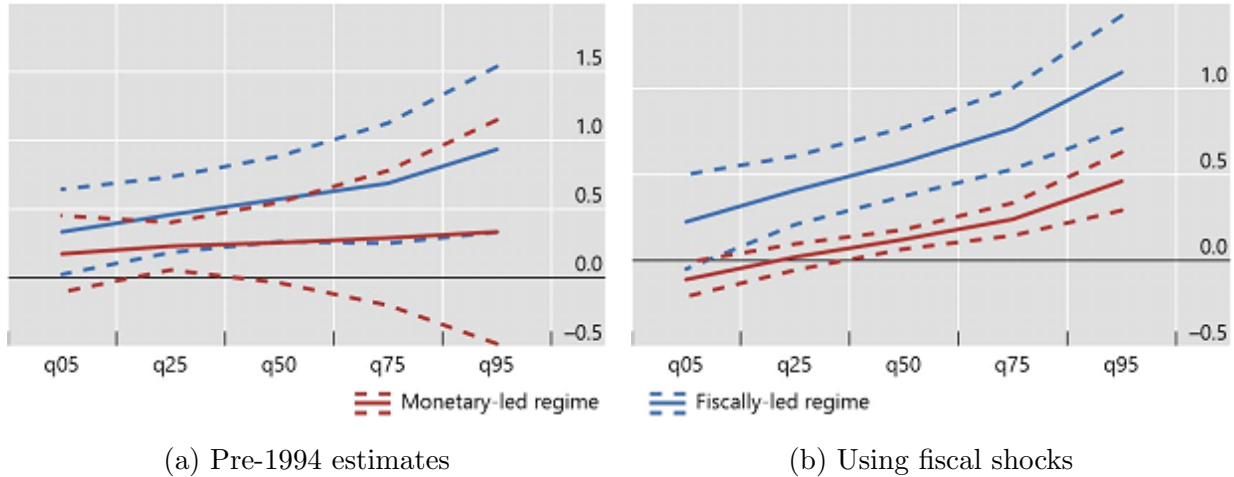 1.5
1.0
0.5
0.0
–0.5
q05 q25 q50 q75 q95
1.0
0.5
0.0
–0.5
q05 q25 q50 q75 q95
Monetary-led regime Fiscally-led regime
(a) Pre-1994 estimates
(b) Using fiscal shocks